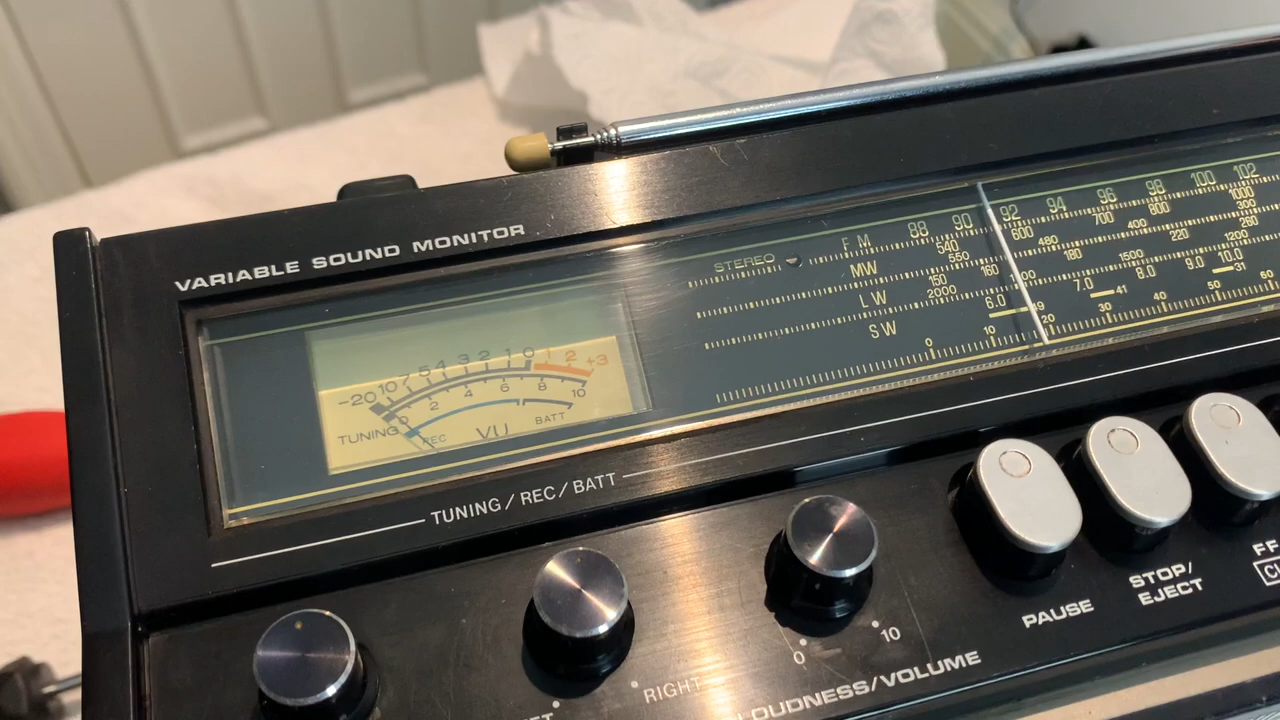 VARIABLE SOUND MONITOR
-20 10 7 5 4 3 2 1 0 1 2 +3
0 2 4 6 8 10
TUNING REC VU BATT
STEREO
FM 88 90 92 94 96 98 100 102
MW 540 600 700 800 1000
550 480 400 300
LW 150 160 180 220 260
2000 1500 1200
SW 6.0 7.0 8.0 9.0 10.0
49 41 31
0 10 20 30 40 50 60
TUNING / REC / BATT
PAUSE
STOP/
EJECT
FF
0 10
RIGHT
LOUDNESS/VOLUME